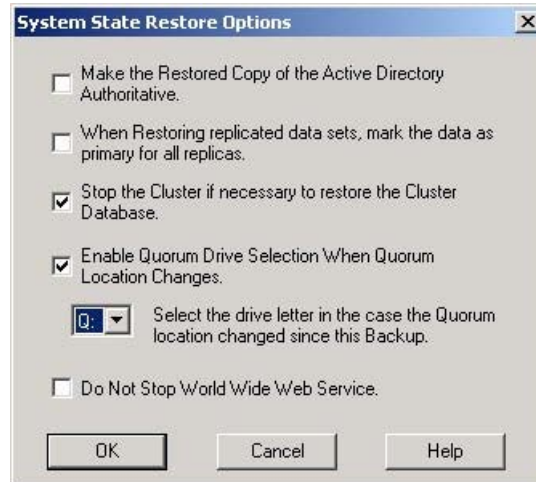 System State Restore Options
Make the Restored Copy of the Active Directory
Authoritative.
When Restoring replicated data sets, mark the data as
primary for all replicas.
Stop the Cluster if necessary to restore the Cluster
Database.
Enable Quorum Drive Selection When Quorum
Location Changes.
Q:
Select the drive letter in the case the Quorum
location changed since this Backup.
Do Not Stop World Wide Web Service.
OK
Cancel
Help